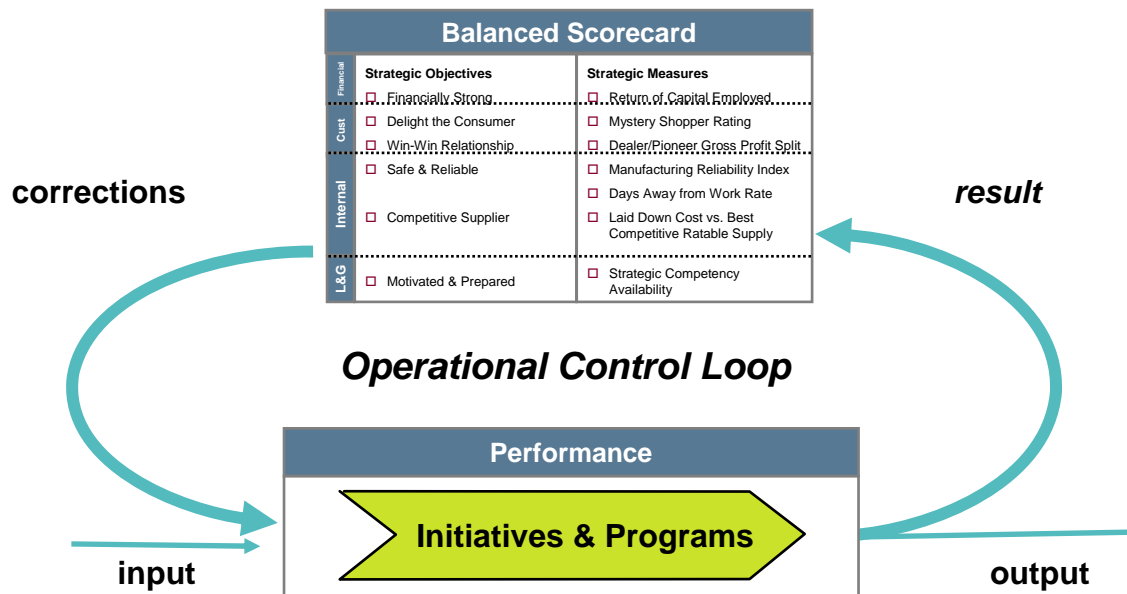 Balanced Scorecard
Financial
Strategic Objectives
Financially Strong
Strategic Measures
Return of Capital Employed
Cust
Delight the Consumer
Win-Win Relationship
Mystery Shopper Rating
Dealer/Pioneer Gross Profit Split
Internal
Safe & Reliable
Competitive Supplier
Manufacturing Reliability Index
Days Away from Work Rate
Laid Down Cost vs. Best
Competitive Ratable Supply
L&G
Motivated & Prepared
Strategic Competency
Availability
corrections
result
Operational Control Loop
Performance
Initiatives & Programs
input
output